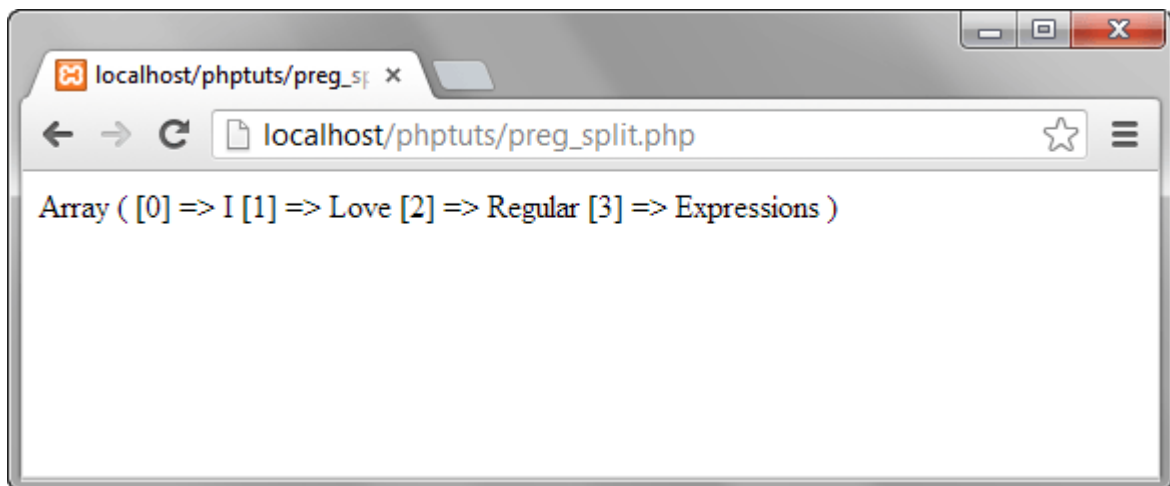 localhost/phptuts/preg_sp
localhost/phptuts/preg_split.php
Array ( [0] => I [1] => Love [2] => Regular [3] => Expressions )